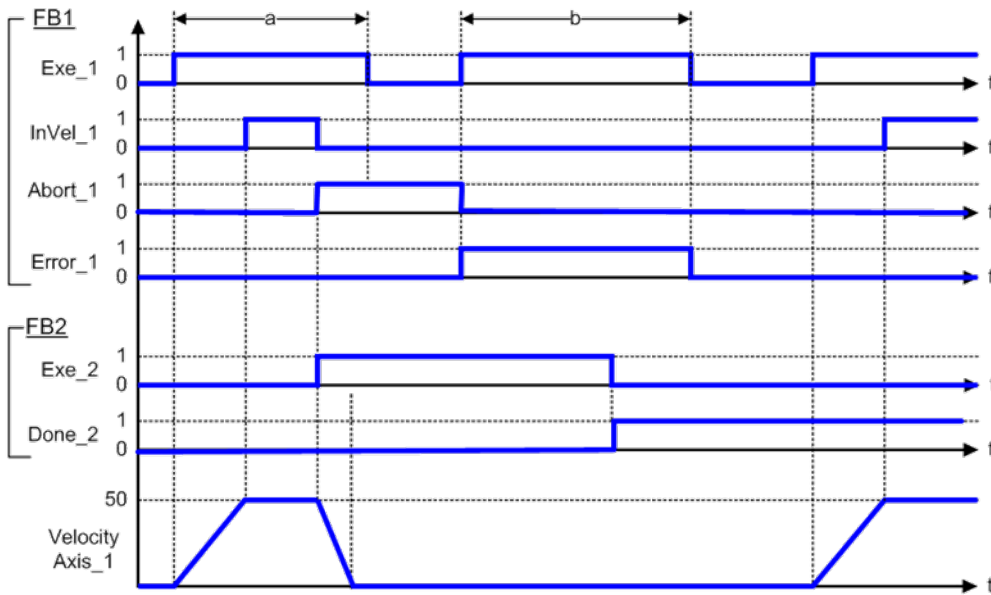 FB1
a
b
1
Exe_1
0
t
1
InVel_1
0
t
1
Abort_1
0
t
1
Error_1
0
t
FB2
1
Exe_2
0
t
1
Done_2
0
t
50
Velocity
Axis_1
t